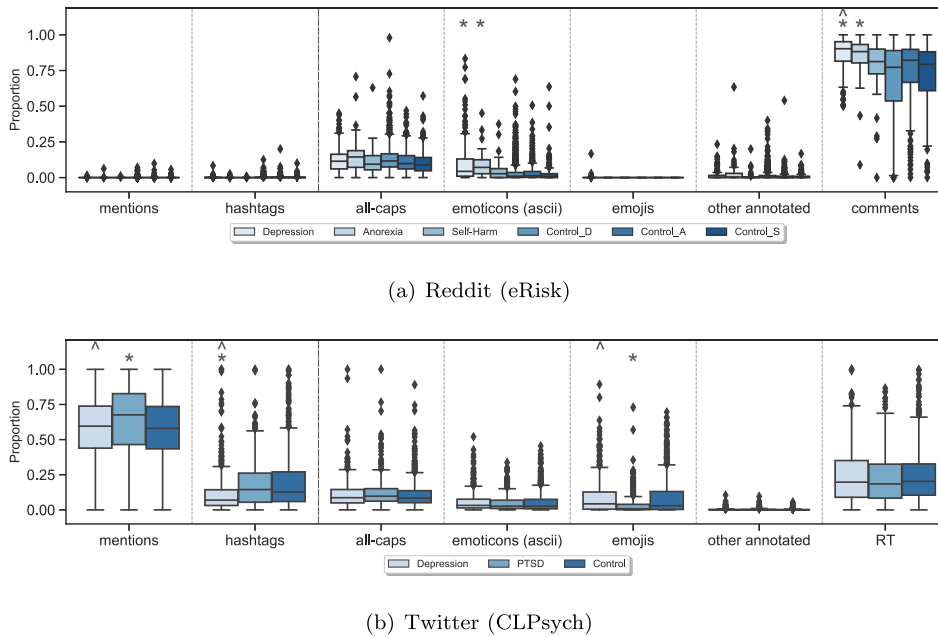 ^
* * * *
1.00
0.75
0.50
0.25
0.00
Proportion
mentions hashtags all-caps emoticons (ascii) emojis other annotated comments
Depression Anorexia Self-Harm Control_D Control_A Control_S
(a) Reddit (eRisk)
^ ^ ^
* * *
1.00
0.75
0.50
0.25
0.00
Proportion
mentions hashtags all-caps emoticons (ascii) emojis other annotated RT
Depression PTSD Control
(b) Twitter (CLPsych)